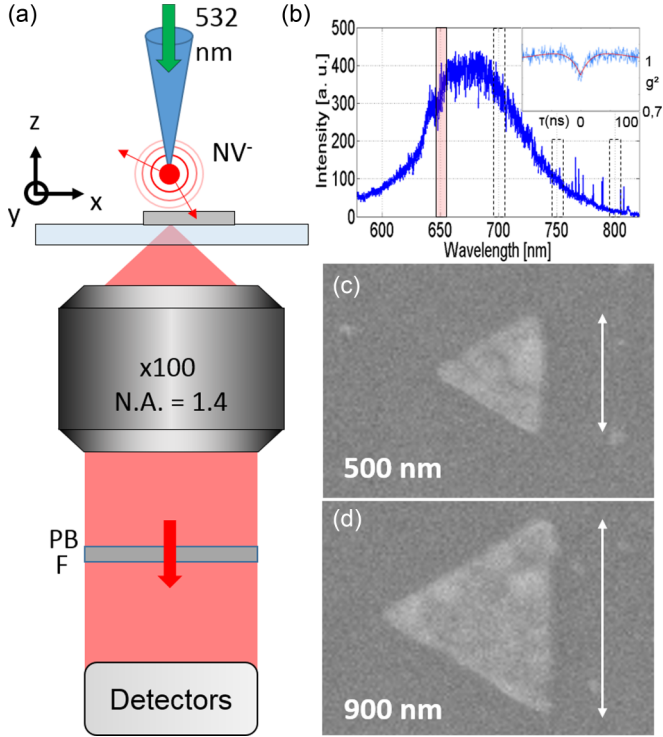 (a)
532
nm
NV⁻
z
y
x
x100
N.A. = 1.4
PB
F
Detectors
(b)
Intensity [a. u.]
500
400
300
200
100
0
600
650
700
750
800
Wavelength [nm]
1
g²
0,7
τ(ns)
0
100
(c)
500 nm
(d)
900 nm